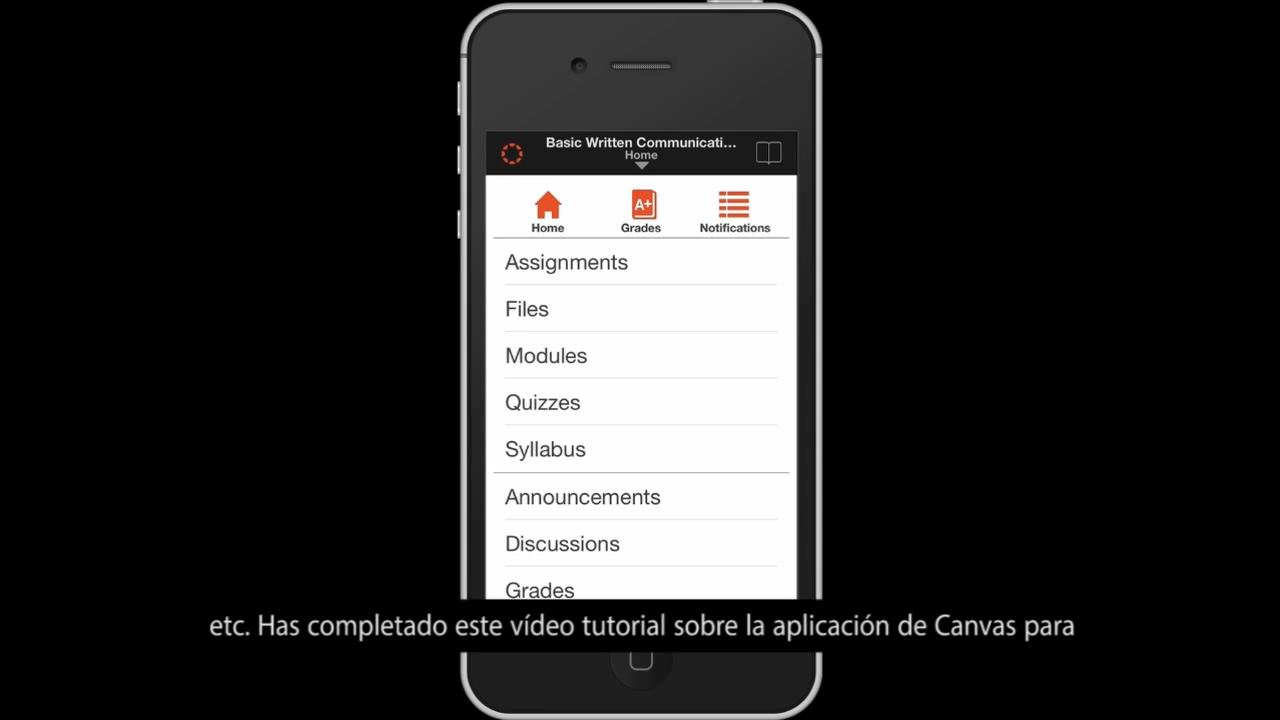 Basic Written Communicati...
Home
A+
Home Grades Notifications
Assignments
Files
Modules
Quizzes
Syllabus
Announcements
Discussions
Grades
etc. Has completado este vídeo tutorial sobre la aplicación de Canvas para